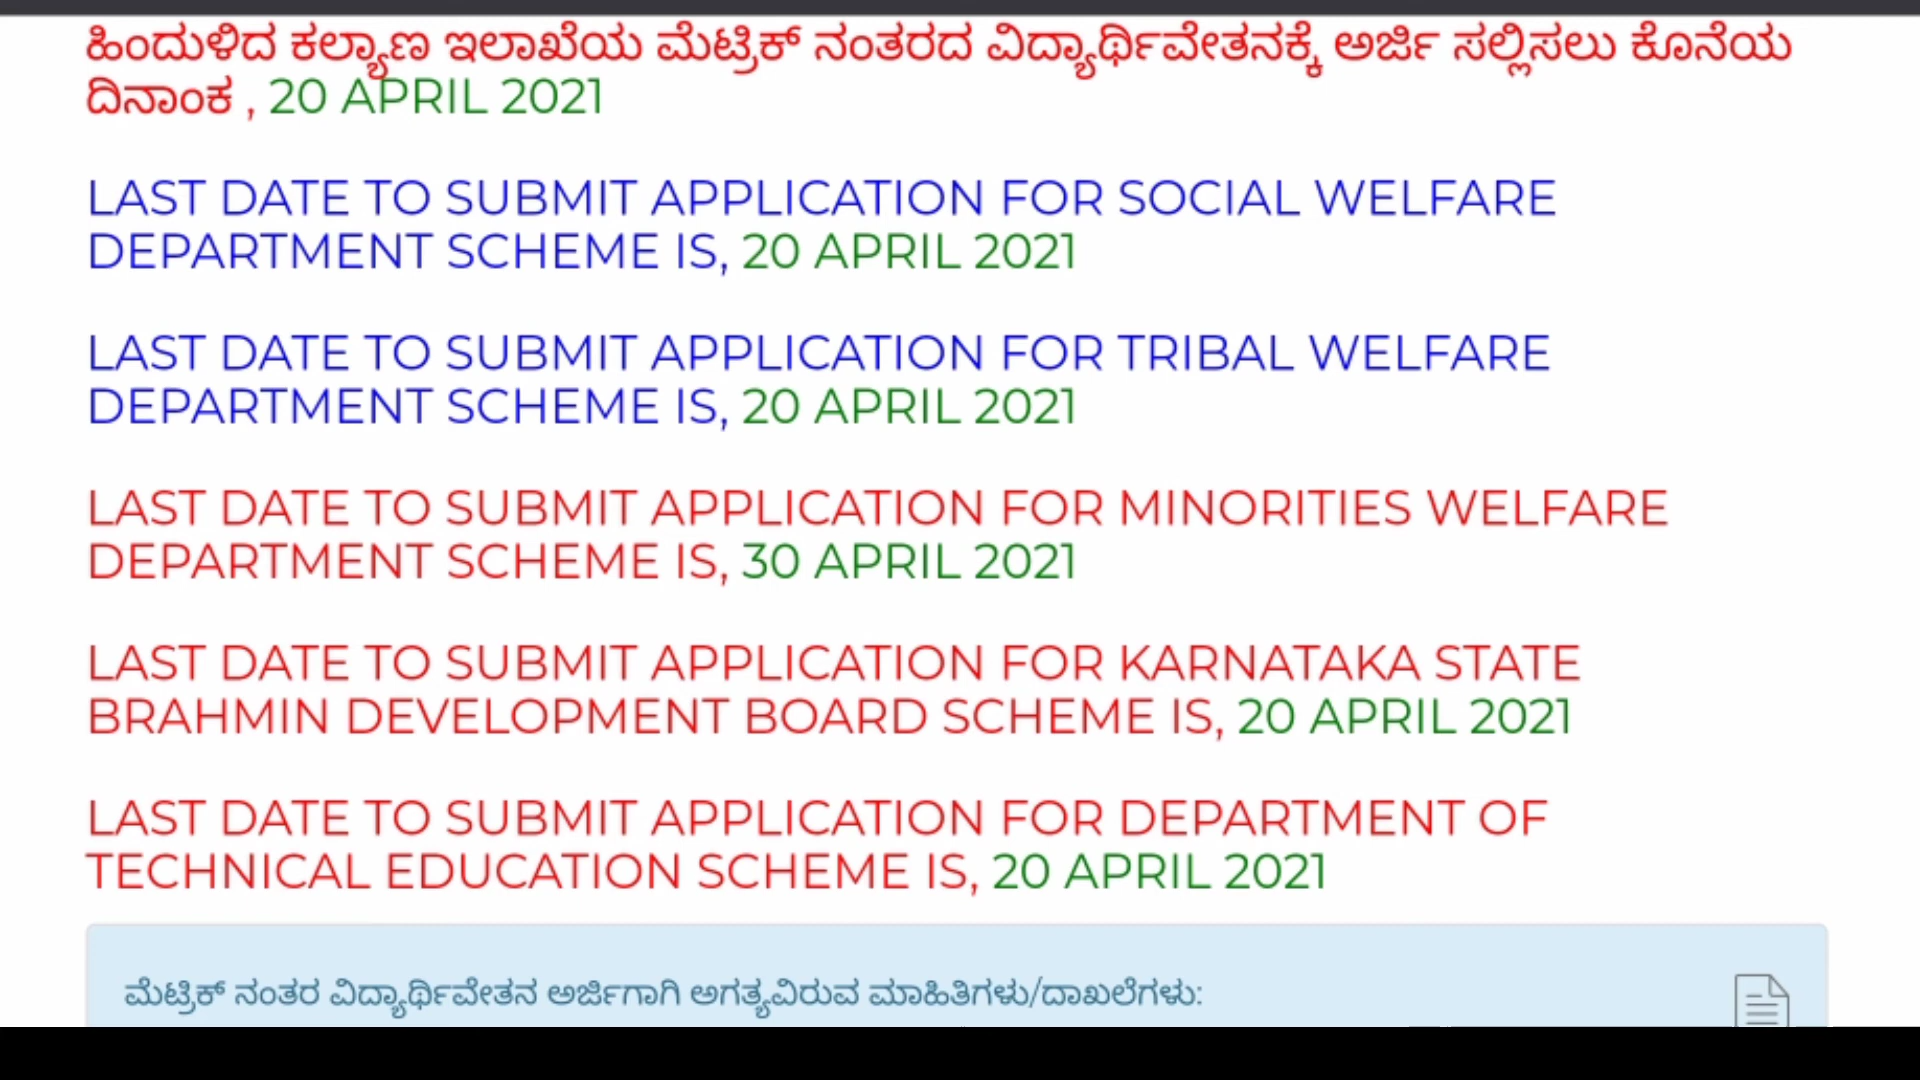 ಹಿಂದುಳಿದ ಕಲ್ಯಾಣ ಇಲಾಖೆಯ ಮೆಟ್ರಿಕ್ ನಂತರದ ವಿದ್ಯಾರ್ಥಿವೇತನಕ್ಕೆ ಅರ್ಜಿ ಸಲ್ಲಿಸಲು ಕೊನೆಯ
ದಿನಾಂಕ , 20 APRIL 2021
LAST DATE TO SUBMIT APPLICATION FOR SOCIAL WELFARE
DEPARTMENT SCHEME IS, 20 APRIL 2021
LAST DATE TO SUBMIT APPLICATION FOR TRIBAL WELFARE
DEPARTMENT SCHEME IS, 20 APRIL 2021
LAST DATE TO SUBMIT APPLICATION FOR MINORITIES WELFARE
DEPARTMENT SCHEME IS, 30 APRIL 2021
LAST DATE TO SUBMIT APPLICATION FOR KARNATAKA STATE
BRAHMIN DEVELOPMENT BOARD SCHEME IS, 20 APRIL 2021
LAST DATE TO SUBMIT APPLICATION FOR DEPARTMENT OF
TECHNICAL EDUCATION SCHEME IS, 20 APRIL 2021
ಮೆಟ್ರಿಕ್ ನಂತರ ವಿದ್ಯಾರ್ಥಿವೇತನ ಅರ್ಜಿಗಾಗಿ ಅಗತ್ಯವಿರುವ ಮಾಹಿತಿಗಳು/ದಾಖಲೆಗಳು: